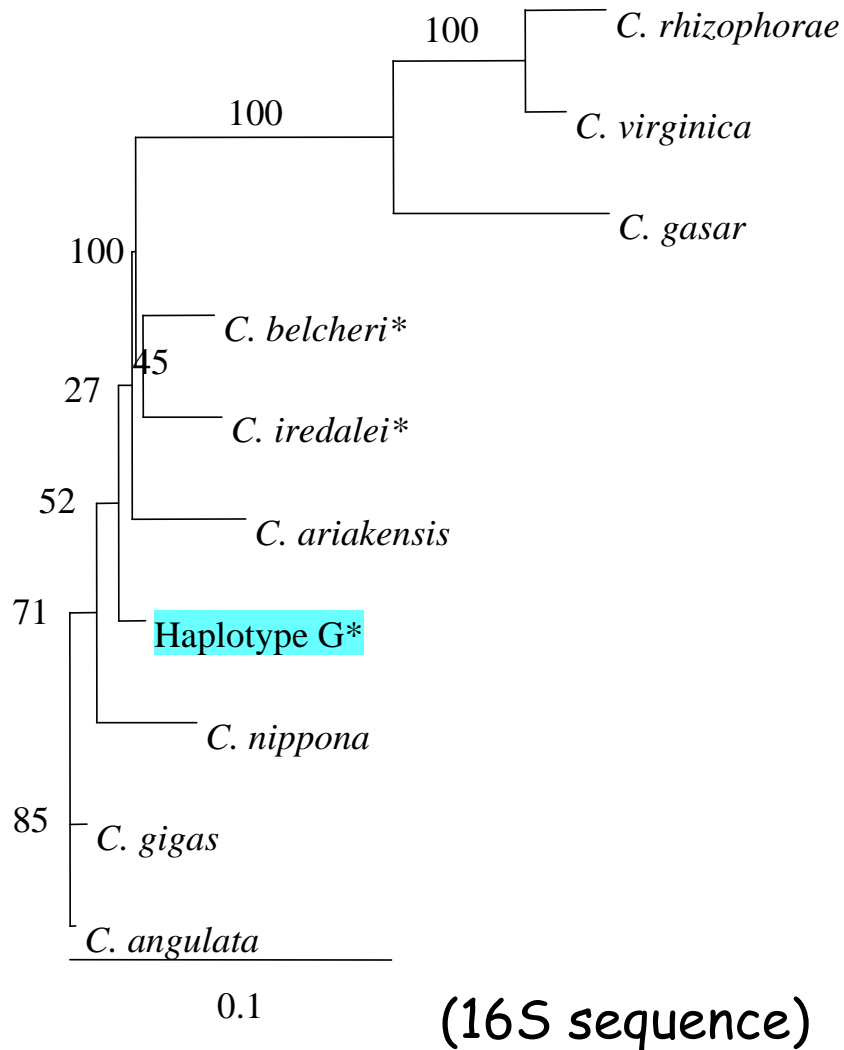 100
C. rhizophorae
100
C. virginica
C. gasar
100
C. belcheri*
45
27
C. iredalei*
52
C. ariakensis
71
Haplotype G*
C. nippona
85
C. gigas
C. angulata
0.1
(16S sequence)